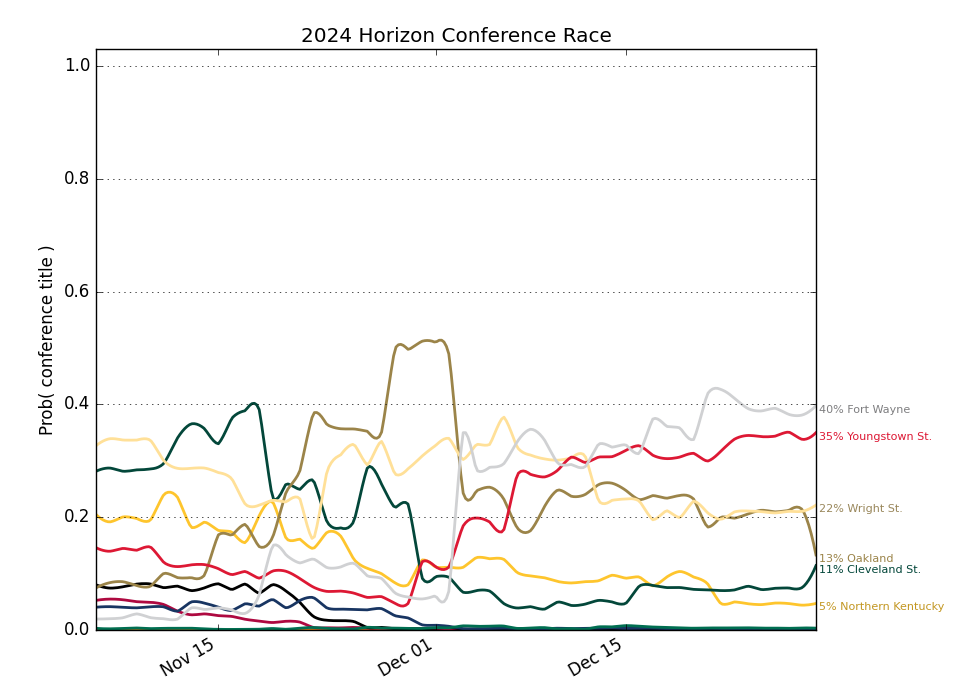 2024 Horizon Conference Race
Prob( conference title )
1.0
0.8
0.6
0.4
0.2
0.0
Nov 15
Dec 01
Dec 15
40% Fort Wayne
35% Youngstown St.
22% Wright St.
13% Oakland
11% Cleveland St.
5% Northern Kentucky